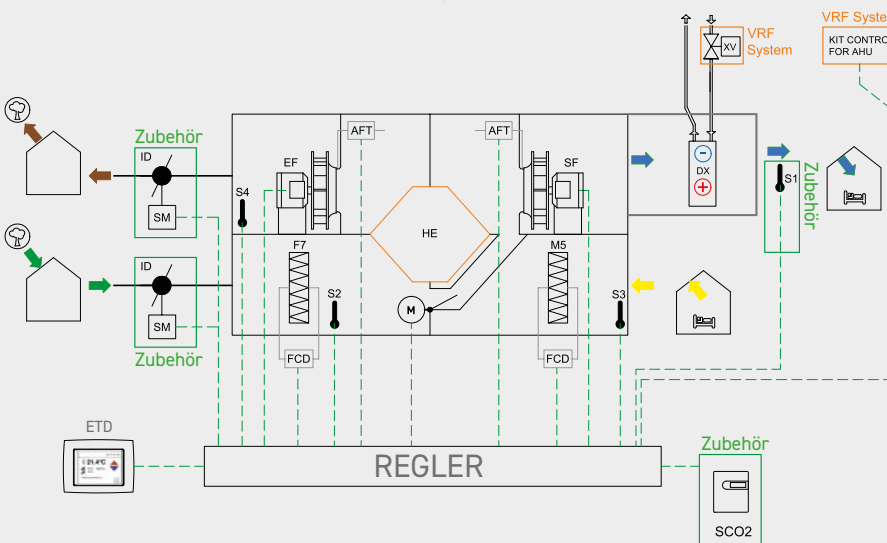 VRF Syste
KIT CONTRO
FOR AHU
VRF
System
XV
Zubehör
ID
SM
AFT
AFT
EF
SF
S4
HE
DX
S1
Zubehör
F7
M5
ID
SM
Zubehör
S2
M
S3
FCD
FCD
ETD
21.4°C
REGLER
Zubehör
SCO2